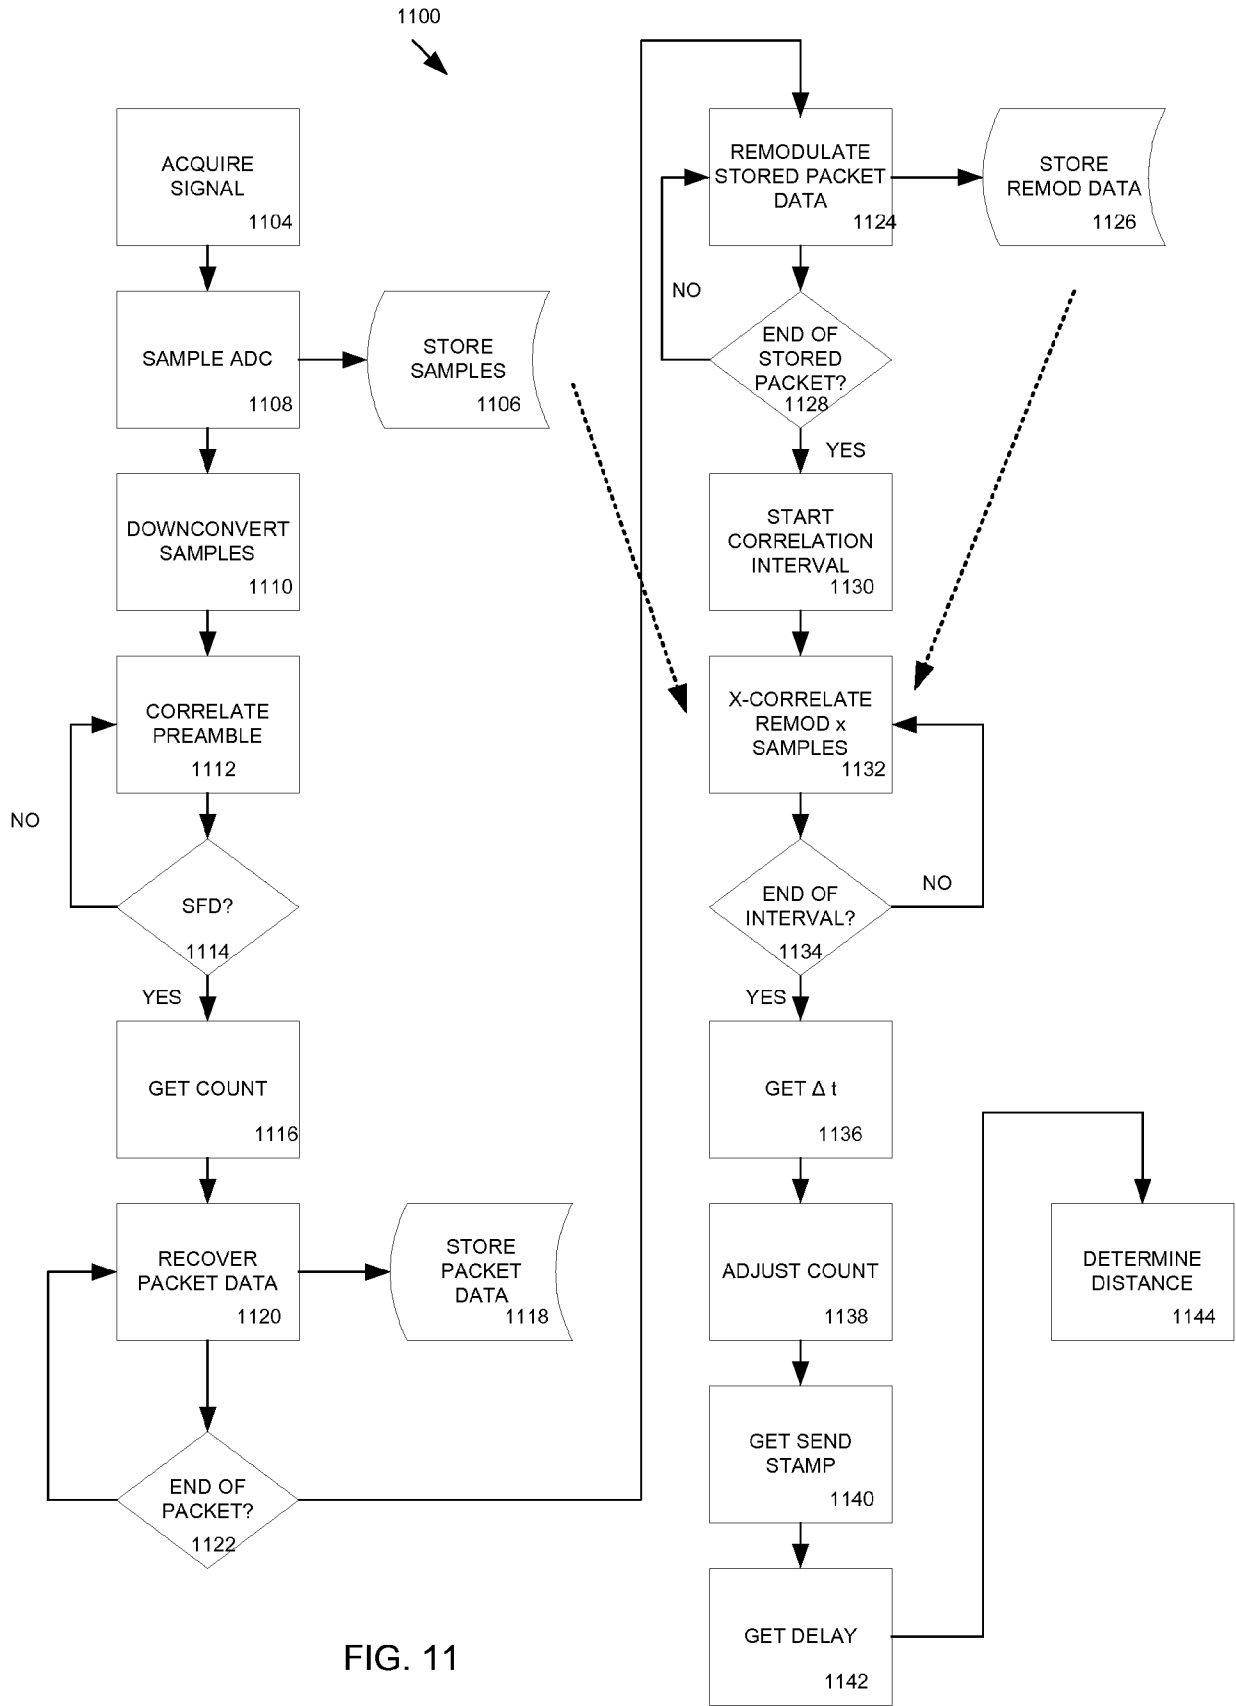 1100
ACQUIRE
SIGNAL
1104
SAMPLE ADC
1108
STORE
SAMPLES
1106
DOWNCONVERT
SAMPLES
1110
CORRELATE
PREAMBLE
1112
NO
SFD?
1114
YES
GET COUNT
1116
RECOVER
PACKET DATA
1120
STORE
PACKET
DATA
1118
END OF
PACKET?
1122
REMODULATE
STORED PACKET
DATA
1124
STORE
REMOD DATA
1126
NO
END OF
STORED
PACKET?
1128
YES
START
CORRELATION
INTERVAL
1130
X-CORRELATE
REMOD x
SAMPLES
1132
END OF
INTERVAL?
1134
NO
YES
GET Δ t
1136
ADJUST COUNT
1138
GET SEND
STAMP
1140
GET DELAY
1142
DETERMINE
DISTANCE
1144
FIG. 11